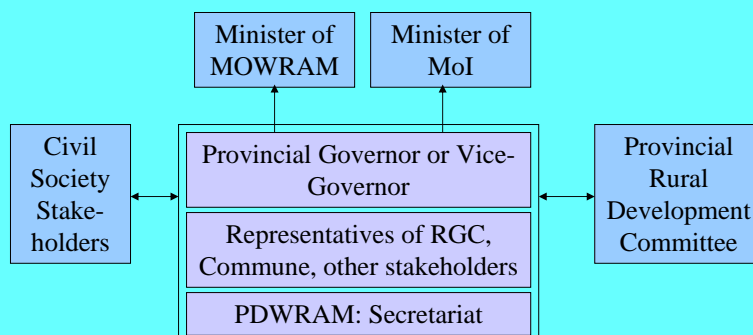 Minister of
MOWRAM
Minister of
MoI
Civil
Society
Stake-
holders
Provincial Governor or Vice-
Governor
Representatives of RGC,
Commune, other stakeholders
PDWRAM: Secretariat
Provincial
Rural
Development
Committee